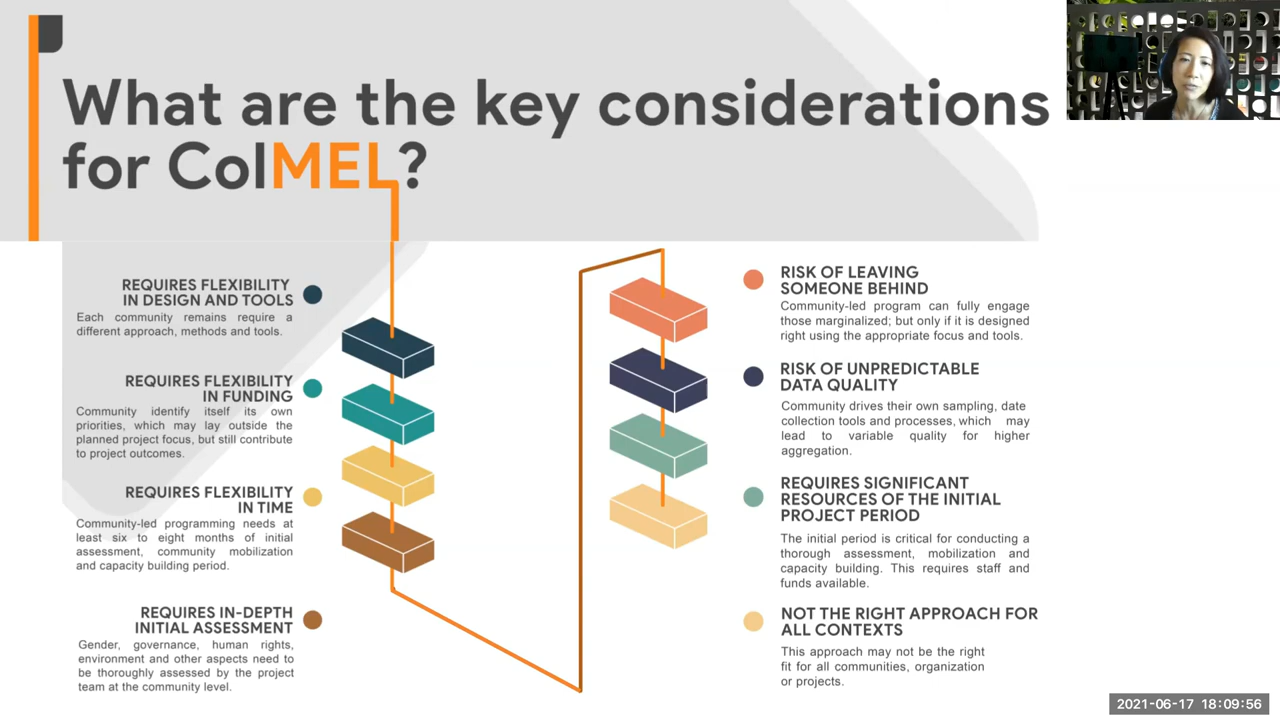 What are the key considerations
for ColMEL?
REQUIRES FLEXIBILITY
IN DESIGN AND TOOLS
Each community remains require a
different approach, methods and tools.
REQUIRES FLEXIBILITY
IN FUNDING
Community identify itself its own
priorities, which may lay outside the
planned project focus, but still contribute
to project outcomes.
REQUIRES FLEXIBILITY
IN TIME
Community-led programming needs at
least six to eight months of initial
assessment, community mobilization
and capacity building period.
REQUIRES IN-DEPTH
INITIAL ASSESSMENT
Gender, governance, human rights,
environment and other aspects need to
be thoroughly assessed by the project
team at the community level.
RISK OF LEAVING
SOMEONE BEHIND
Community-led program can fully engage
those marginalized; but only if it is designed
right using the appropriate focus and tools.
RISK OF UNPREDICTABLE
DATA QUALITY
Community drives their own sampling, date
collection tools and processes, which may
lead to variable quality for higher
aggregation.
REQUIRES SIGNIFICANT
RESOURCES OF THE INITIAL
PROJECT PERIOD
The initial period is critical for conducting a
thorough assessment, mobilization and
capacity building. This requires staff and
funds available.
NOT THE RIGHT APPROACH FOR
ALL CONTEXTS
This approach may not be the right
fit for all communities, organization
or projects.
2021-06-17 18:09:56